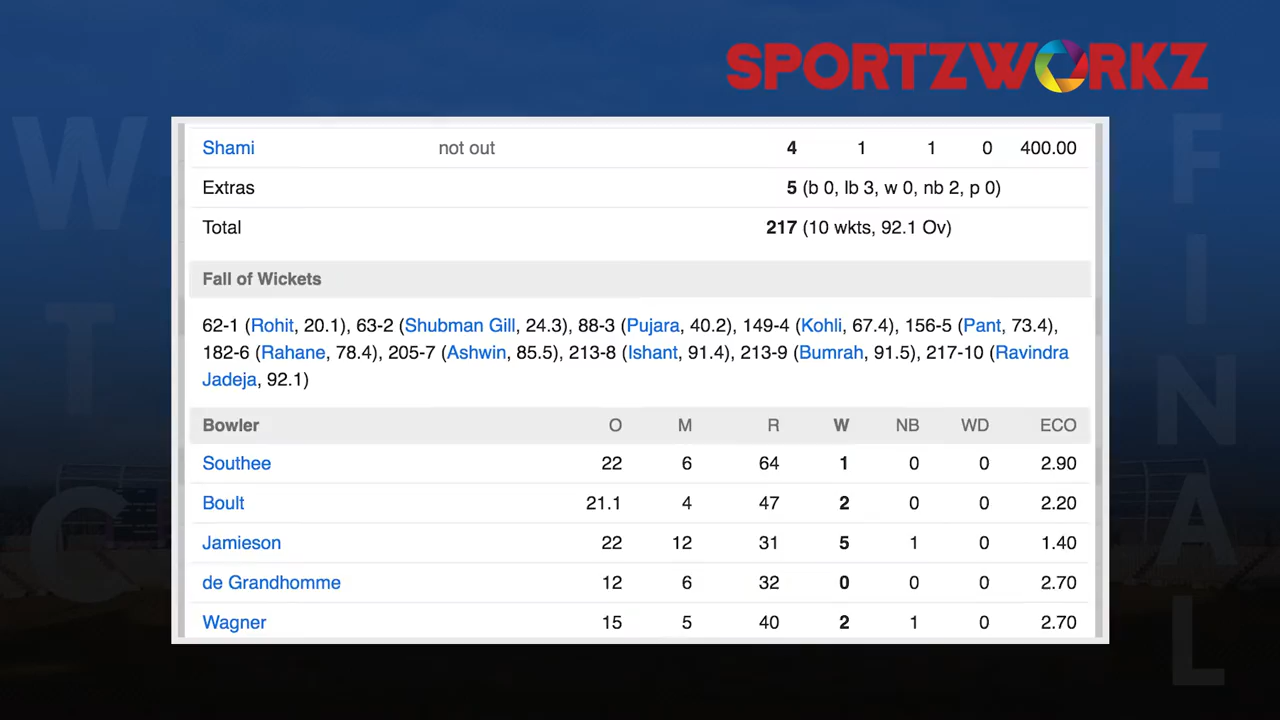 SPORTZWORKZ
WTC
FINAL
Shami not out 4 1 1 0 400.00
Extras 5 (b 0, lb 3, w 0, nb 2, p 0)
Total 217 (10 wkts, 92.1 Ov)
Fall of Wickets
62-1 (Rohit, 20.1), 63-2 (Shubman Gill, 24.3), 88-3 (Pujara, 40.2), 149-4 (Kohli, 67.4), 156-5 (Pant, 73.4),
182-6 (Rahane, 78.4), 205-7 (Ashwin, 85.5), 213-8 (Ishant, 91.4), 213-9 (Bumrah, 91.5), 217-10 (Ravindra
Jadeja, 92.1)
Bowler O M R W NB WD ECO
Southee 22 6 64 1 0 0 2.90
Boult 21.1 4 47 2 0 0 2.20
Jamieson 22 12 31 5 1 0 1.40
de Grandhomme 12 6 32 0 0 0 2.70
Wagner 15 5 40 2 1 0 2.70